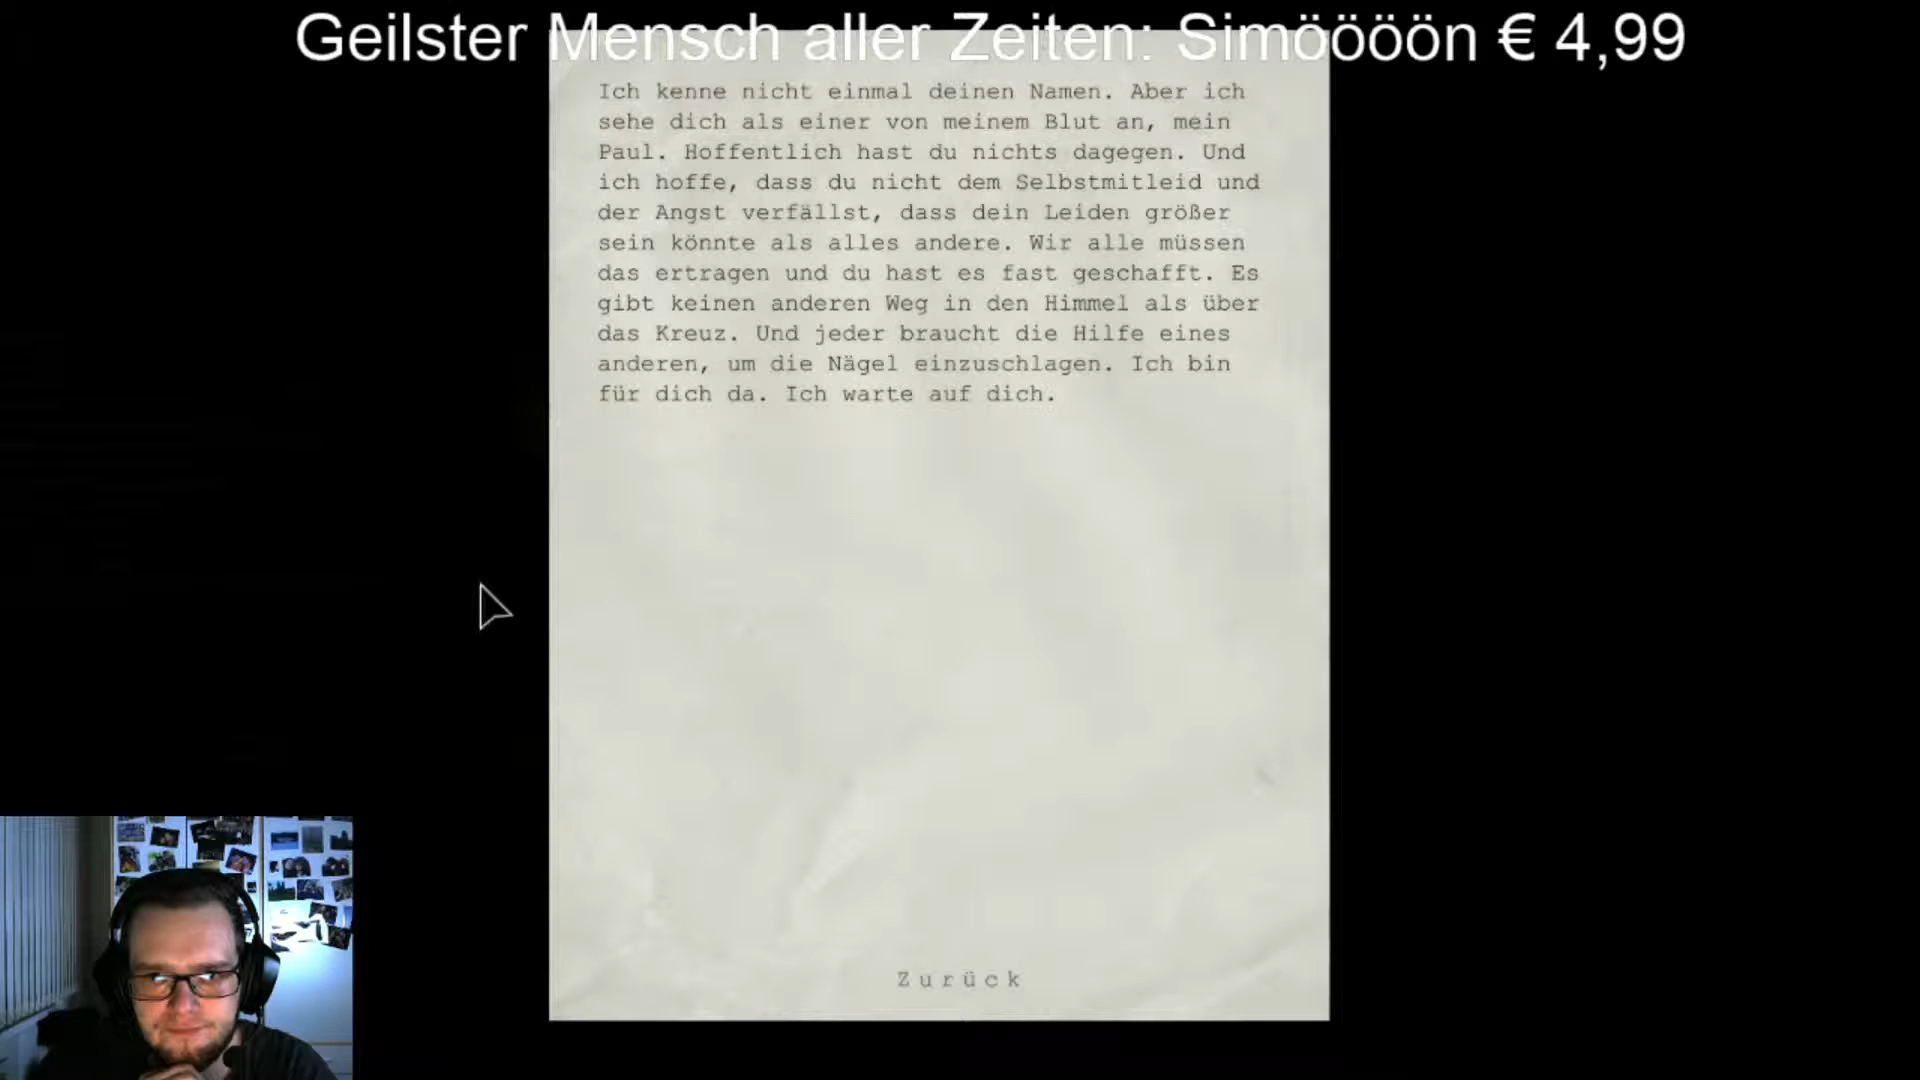 Geilster Mensch aller Zeiten: Simöööön € 4,99
Ich kenne nicht einmal deinen Namen. Aber ich
sehe dich als einer von meinem Blut an, mein
Paul. Hoffentlich hast du nichts dagegen. Und
ich hoffe, dass du nicht dem Selbstmitleid und
der Angst verfällst, dass dein Leiden größer
sein könnte als alles andere. Wir alle müssen
das ertragen und du hast es fast geschafft. Es
gibt keinen anderen Weg in den Himmel als über
das Kreuz. Und jeder braucht die Hilfe eines
anderen, um die Nägel einzuschlagen. Ich bin
für dich da. Ich warte auf dich.
Zurück